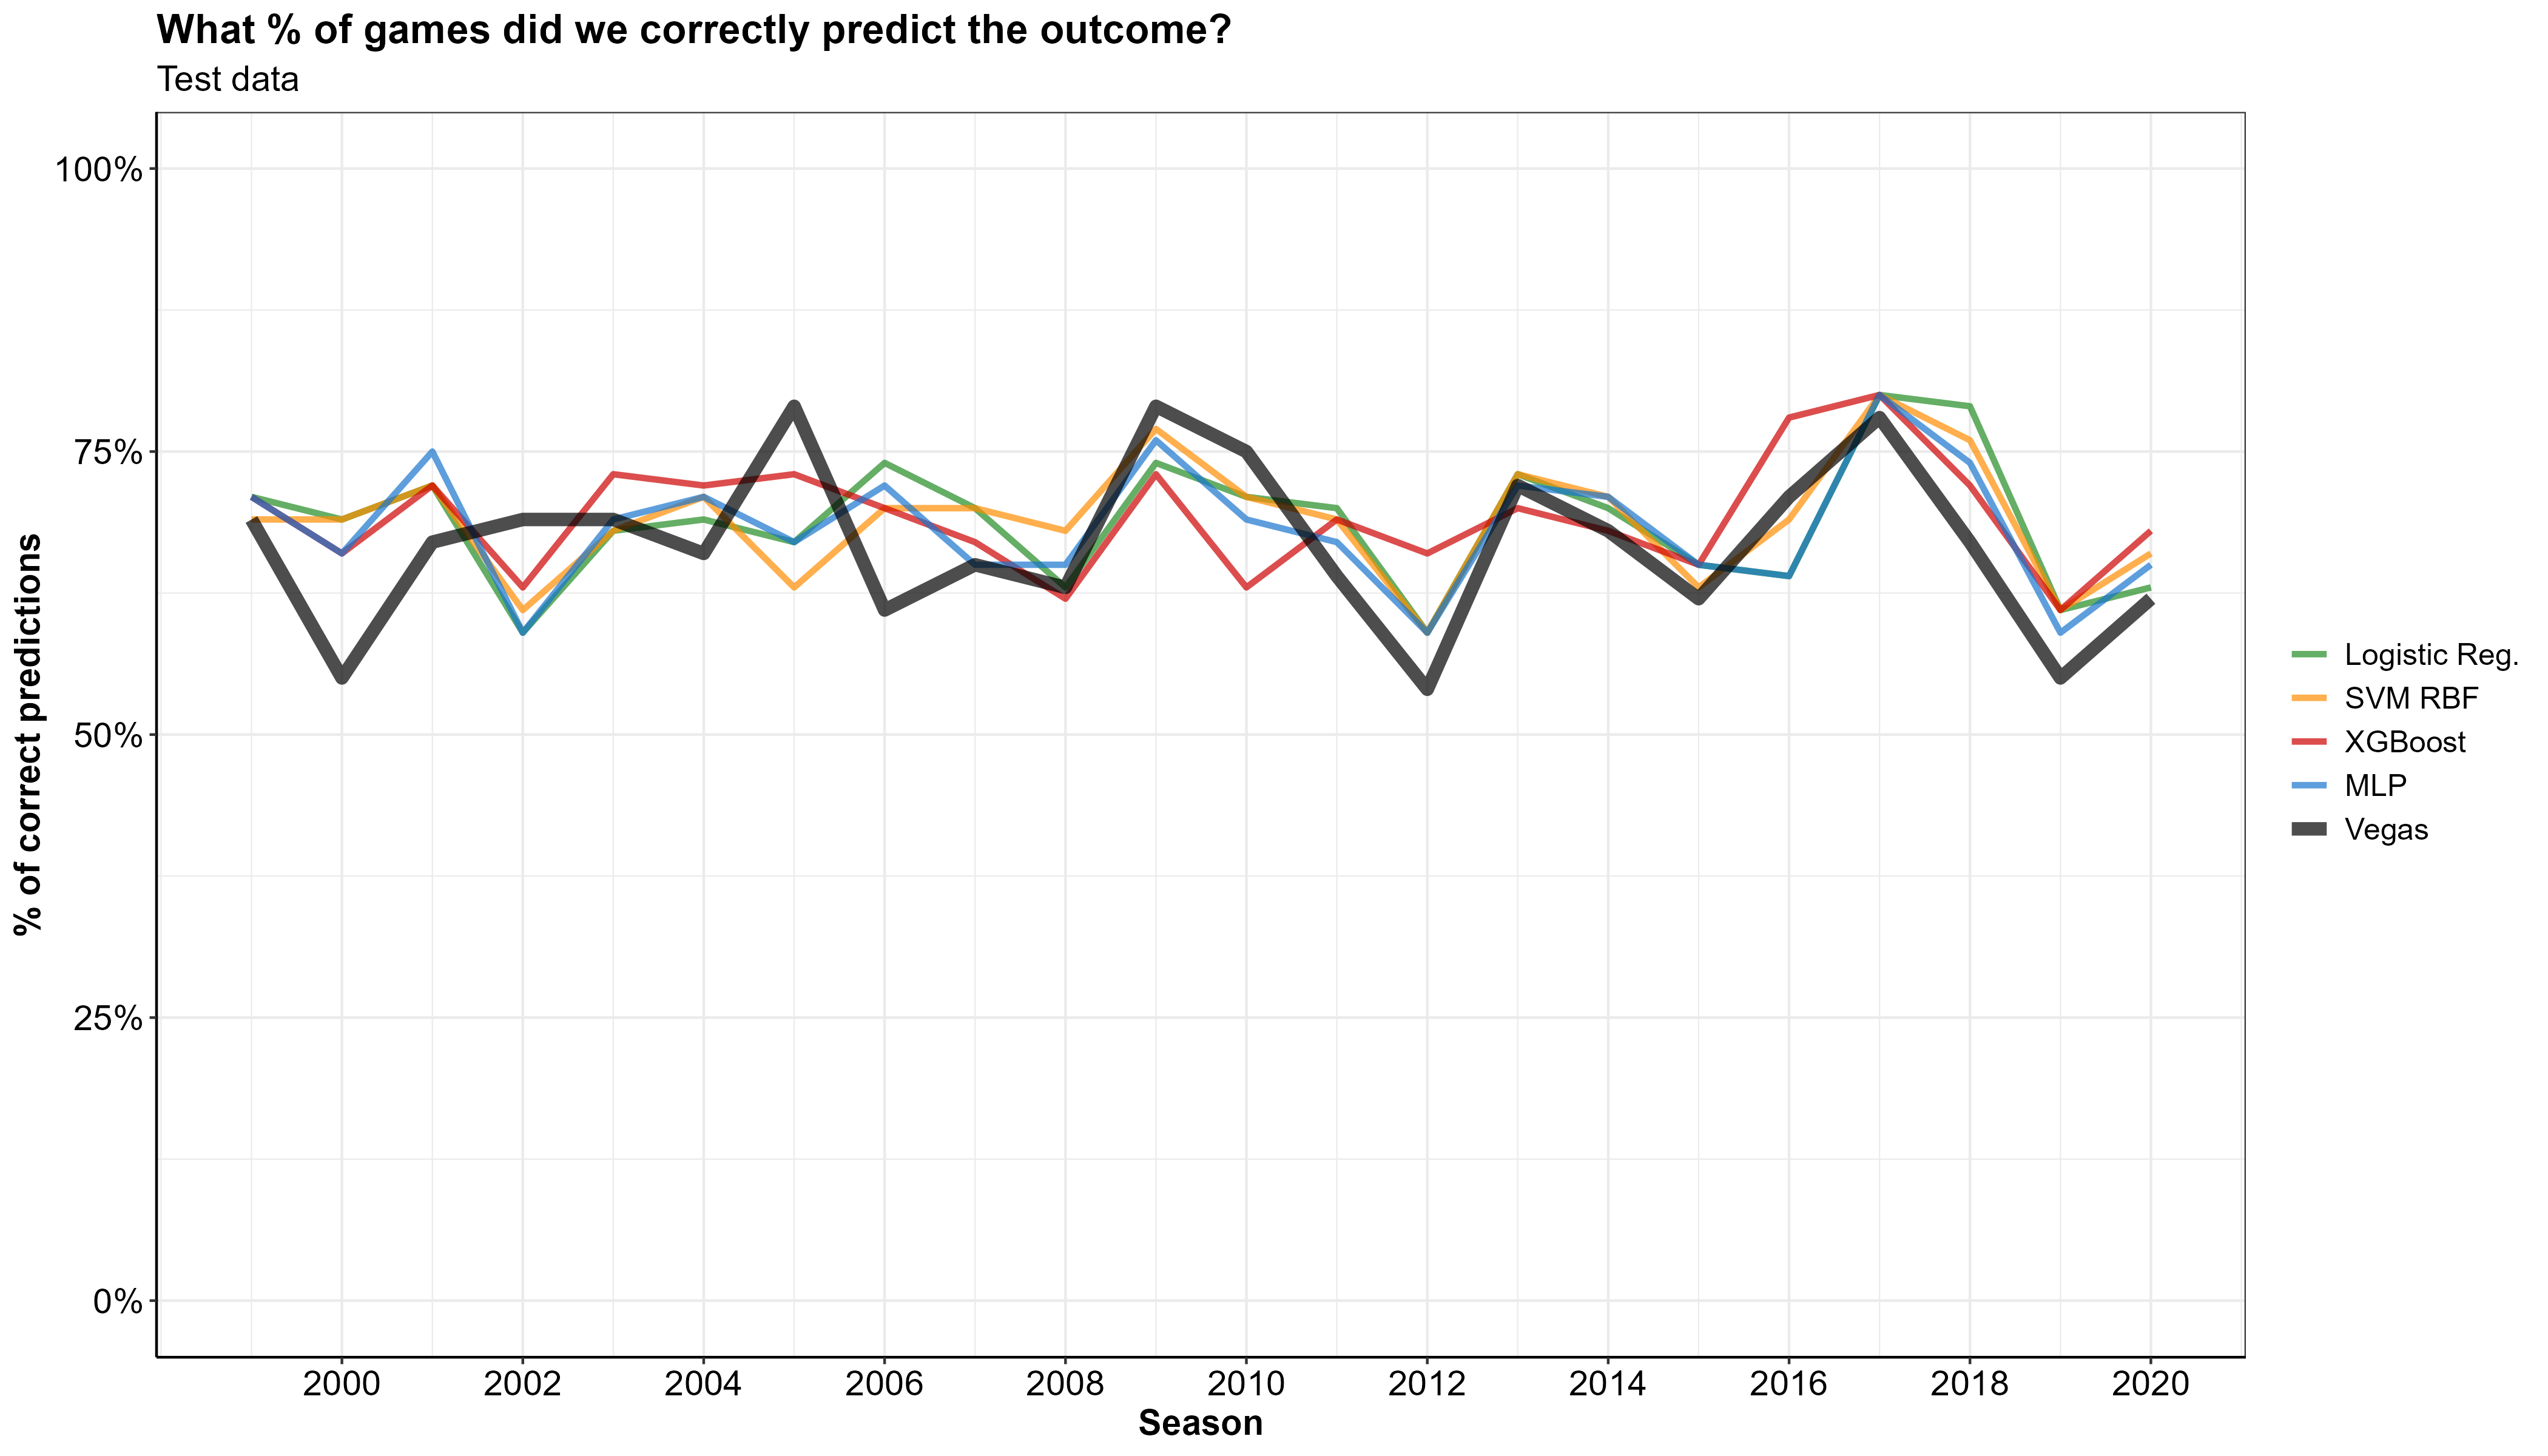 What % of games did we correctly predict the outcome?
Test data
% of correct predictions
100%
75%
50%
25%
0%
2000 2002 2004 2006 2008 2010 2012 2014 2016 2018 2020
Season
Logistic Reg.
SVM RBF
XGBoost
MLP
Vegas